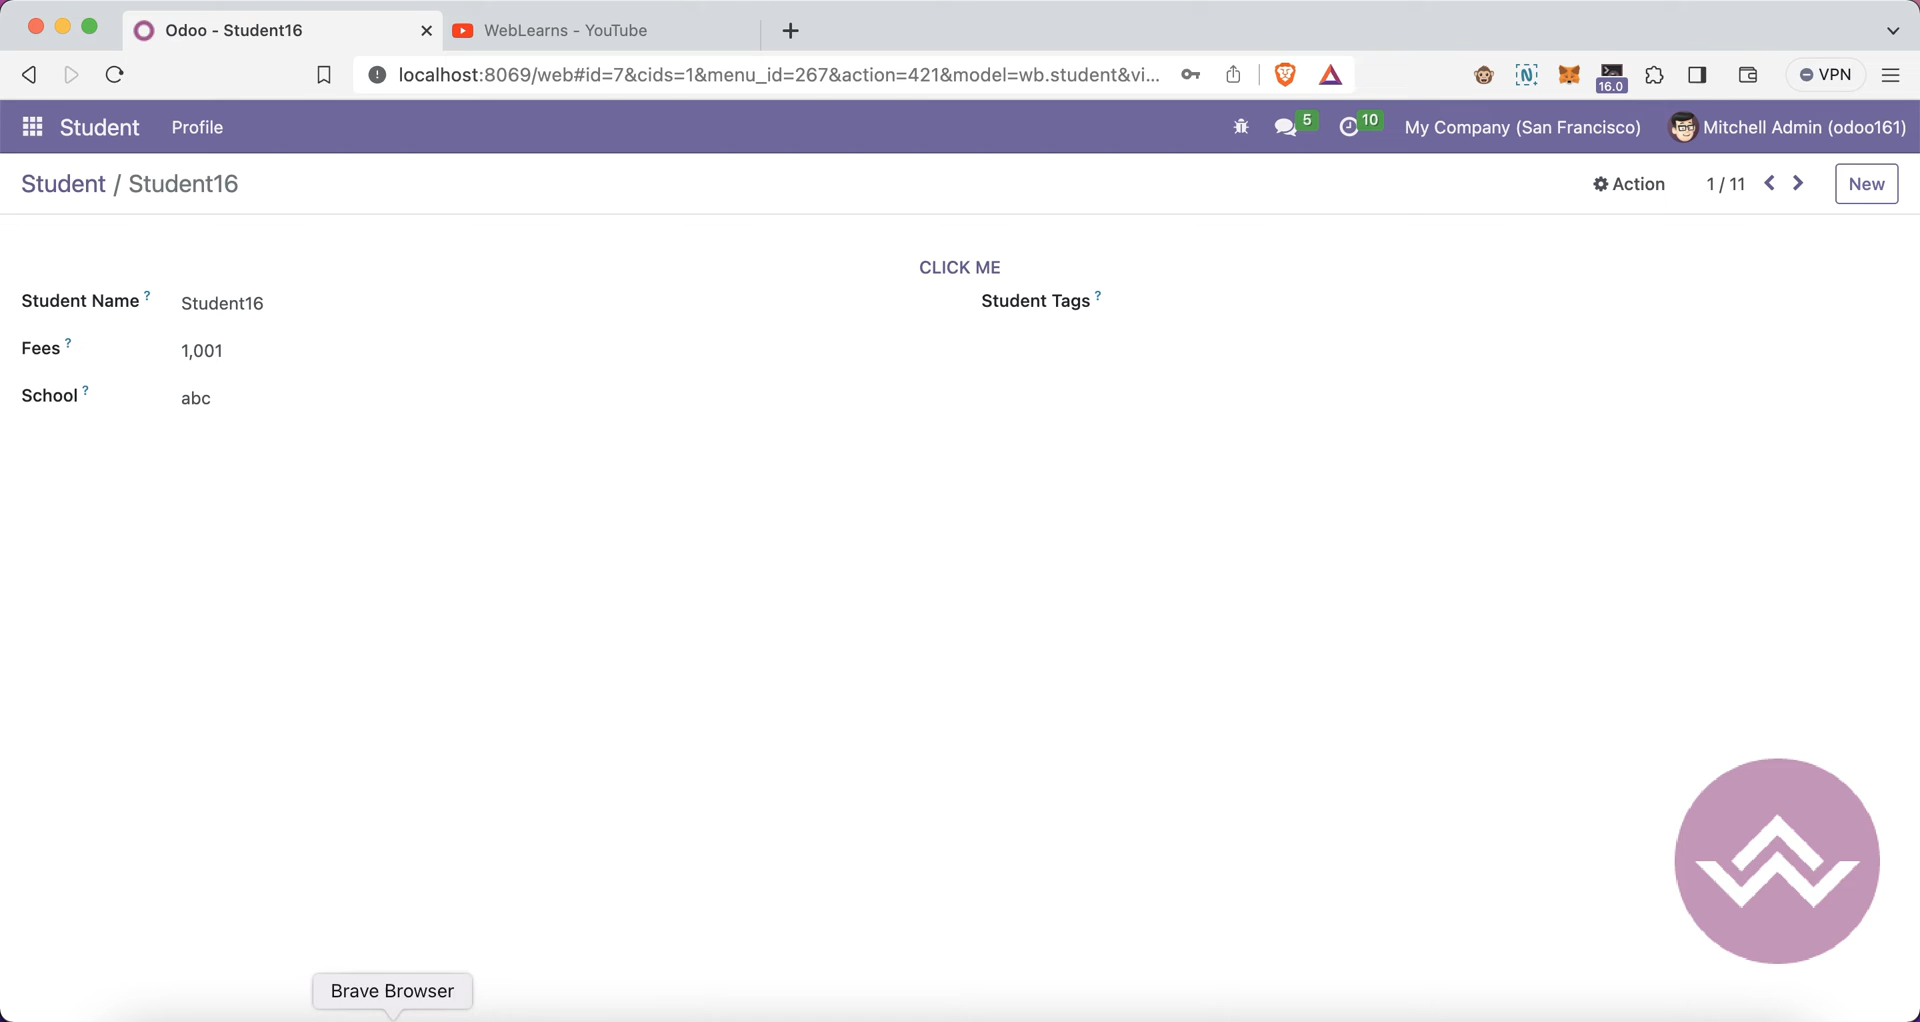 Odoo - Student16
WebLearns - YouTube
localhost:8069/web#id=7&cids=1&menu_id=267&action=421&model=wb.student&vi...
16.0
VPN
Student
Profile
5
10
My Company (San Francisco)
Mitchell Admin (odoo161)
Student / Student16
Action
1 / 11
New
CLICK ME
Student Name ?
Student16
Student Tags ?
Fees ?
1,001
School ?
abc
Brave Browser